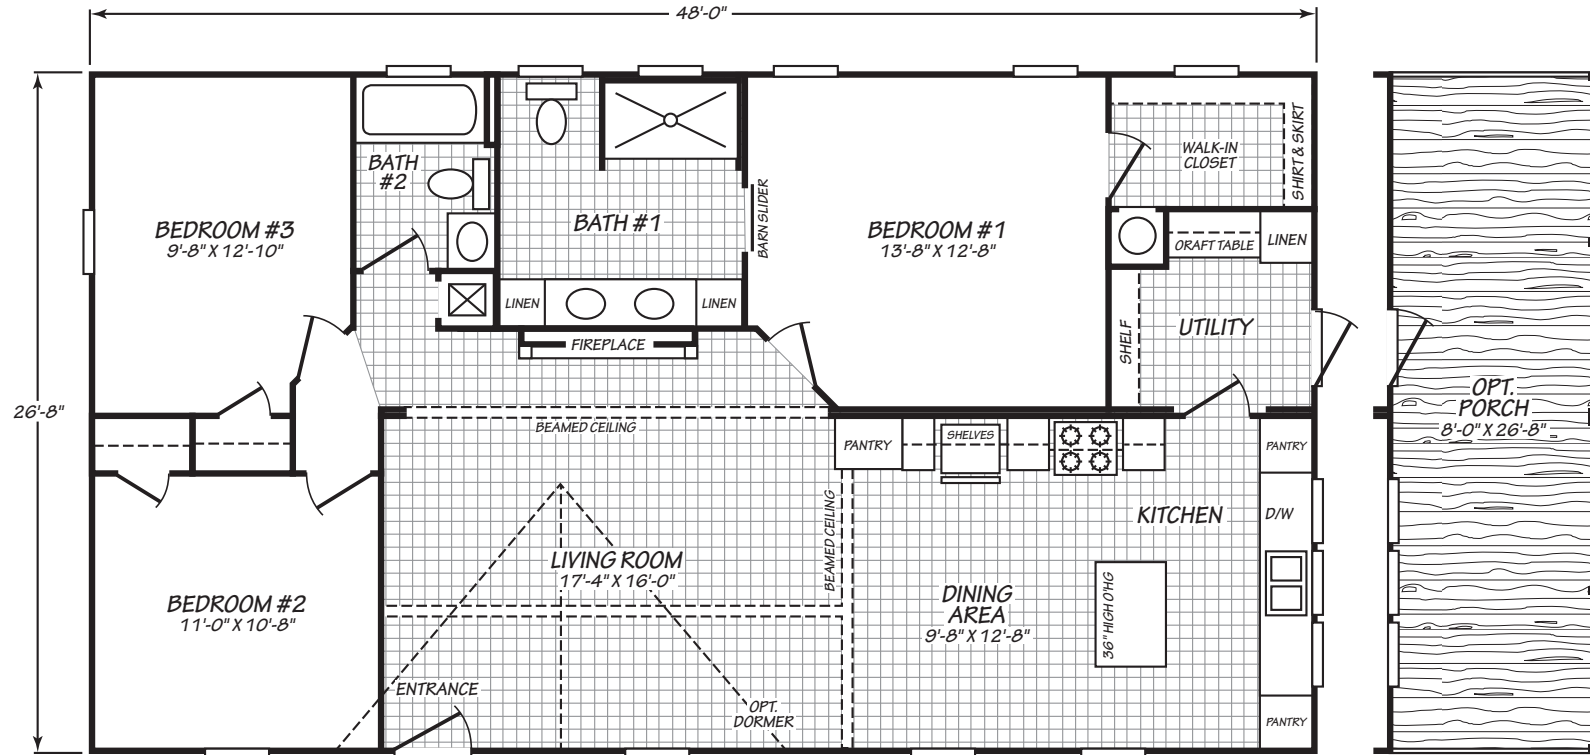 48'-0"
26'-8"
BEDROOM #3
9'-8" X 12'-10"
BATH
#2
BATH #1
LINEN
LINEN
FIREPLACE
BARN SLIDER
BEDROOM #1
13'-8" X 12'-8"
WALK-IN
CLOSET
SHIRT & SKIRT
ORAFT TABLE
LINEN
SHELF
UTILITY
OPT.
PORCH
8'-0" X 26'-8"
BEAMED CEILING
PANTRY
SHELVES
PANTRY
KITCHEN
D/W
BEAMED CEILING
LIVING ROOM
17'-4" X 16'-0"
DINING
AREA
9'-8" X 12'-8"
36" HIGH O'HG
BEDROOM #2
11'-0" X 10'-8"
ENTRANCE
OPT.
DORMER
PANTRY